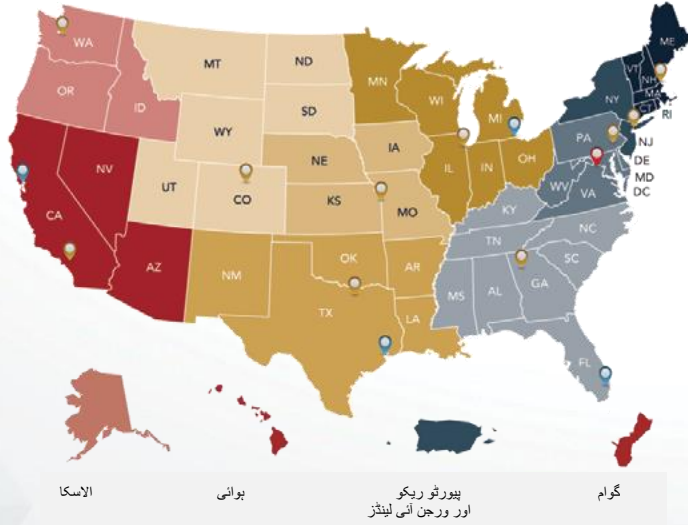 WA
MT
ND
MN
ME
VT
NH
OR
ID
SD
WI
MI
NY
MA
CT
RI
WY
NE
IA
PA
NJ
NV
UT
CO
KS
MO
IL
IN
OH
WV
VA
DE
MD
DC
CA
KY
AZ
NM
OK
AR
TN
NC
TX
LA
MS
AL
GA
SC
FL
گوام
پیورٹو ریکو
اور ورجن آئی لینڈز
ہوائی
الاسکا